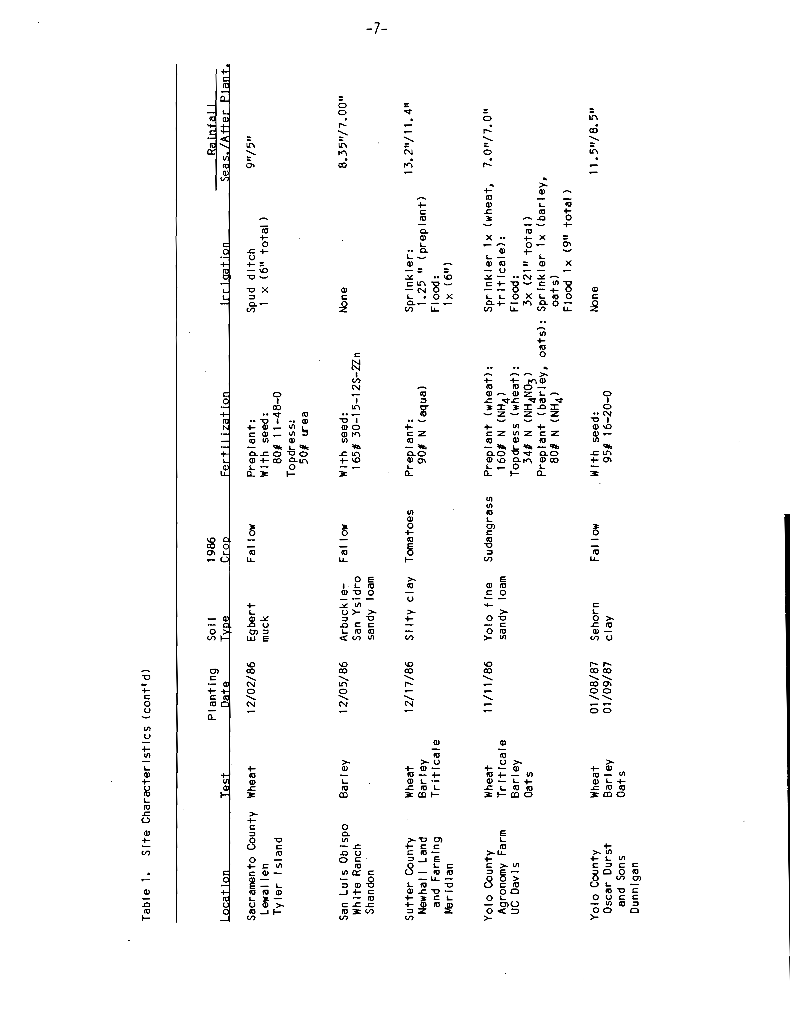 -7-
Table 1. Site Characteristics (cont'd)
Planting Soil 1986 Rainfall
Location Test Date Type Crop Fertilization Irrigation Seas./After Plant.
Sacramento County Wheat 12/02/86 Egbert Fallow Preplant: Spud ditch 9"/5"
Lewallen muck With seed: 1 x (6" total)
Tyler Island 80# 11-48-0
Topdress:
50# urea
San Luis Obispo Barley 12/05/86 Arbuckle- Fallow With seed: None 8.35"/7.00"
White Ranch San Ysidro 165# 30-15-12S-2Zn
Shandon sandy loam
Sutter County Wheat 12/17/86 Silty clay Tomatoes Preplant: Sprinkler: 13.2"/11.4"
Newhall Land Barley 90# N (aqua) 1.25 " (preplant)
and Farming Triticale Flood:
Meridian 1x (6")
Yolo County Wheat 11/11/86 Yolo fine Sudangrass Preplant (wheat): Sprinkler 1x (wheat, 7.0"/7.0"
Agronomy Farm Triticale sandy loam 160# N (NH4) triticale):
UC Davis Barley Topdress (wheat): Flood:
Oats 34# N (NH4NO3) 3x (21" total)
Preplant (barley, oats): Sprinkler 1x (barley,
80# N (NH4) oats)
Flood 1x (9" total)
Yolo County Wheat 01/08/87 Sehorn Fallow With seed: None 11.5"/8.5"
Oscar Durst Barley 01/09/87 clay 95# 16-20-0
and Sons Oats
Dunnigan